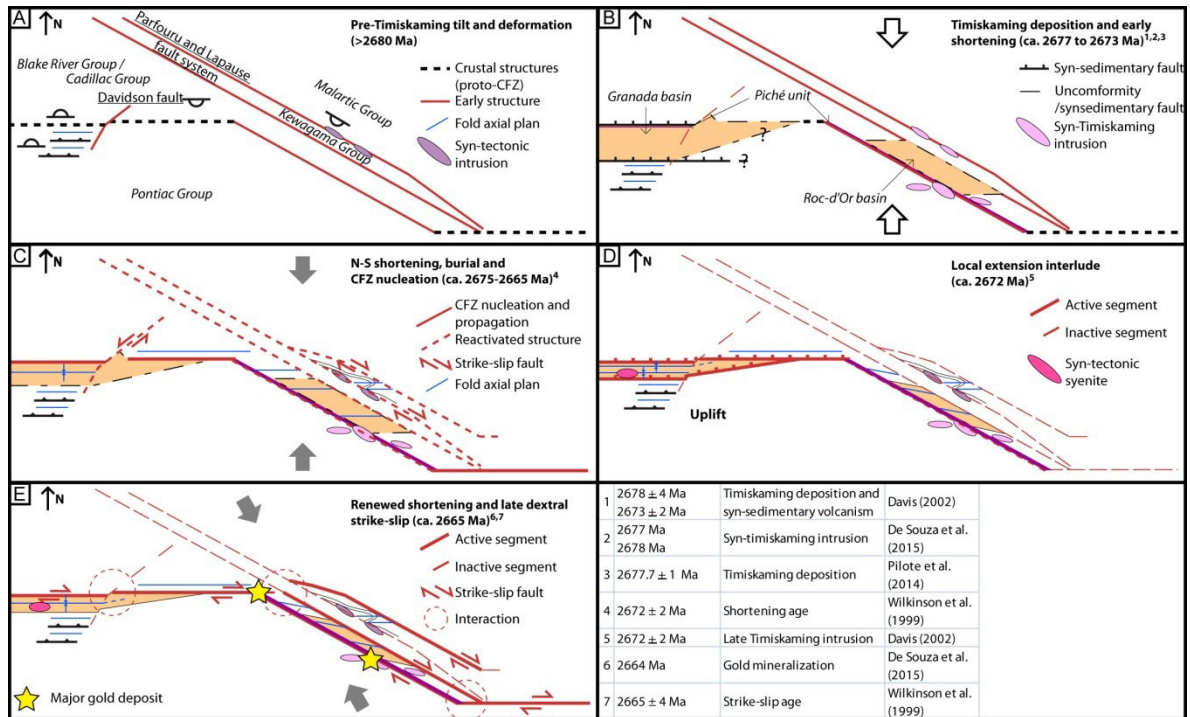 A
N
Pre-Timiskaming tilt and deformation
(>2680 Ma)
Parfouru and Lapause
fault system
Blake River Group /
Cadillac Group
Davidson fault
Malartic Group
Kewagama Group
Pontiac Group
Crustal structures
(proto-CFZ)
Early structure
Fold axial plan
Syn-tectonic
intrusion
B
N
Timiskaming deposition and early
shortening (ca. 2677 to 2673 Ma)1,2,3
Granada basin
Piché unit
?
?
Roc-d'Or basin
Syn-sedimentary fault
Uncomformity
/synsedimentary fault
Syn-Timiskaming
intrusion
C
N
N-S shortening, burial and
CFZ nucleation (ca. 2675-2665 Ma)4
CFZ nucleation and
propagation
Reactivated structure
Strike-slip fault
Fold axial plan
D
N
Local extension interlude
(ca. 2672 Ma)5
Active segment
Inactive segment
Syn-tectonic
syenite
Uplift
E
N
Renewed shortening and late dextral
strike-slip (ca. 2665 Ma)6,7
Active segment
Inactive segment
Strike-slip fault
Interaction
Major gold deposit
1 2678 ± 4 Ma Timiskaming deposition and Davis (2002)
2673 ± 2 Ma syn-sedimentary volcanism
2 2677 Ma Syn-timiskaming intrusion De Souza et al.
2678 Ma (2015)
3 2677.7 ± 1 Ma Timiskaming deposition Pilote et al.
(2014)
4 2672 ± 2 Ma Shortening age Wilkinson et al.
(1999)
5 2672 ± 2 Ma Late Timiskaming intrusion Davis (2002)
6 2664 Ma Gold mineralization De Souza et al.
(2015)
7 2665 ± 4 Ma Strike-slip age Wilkinson et al.
(1999)